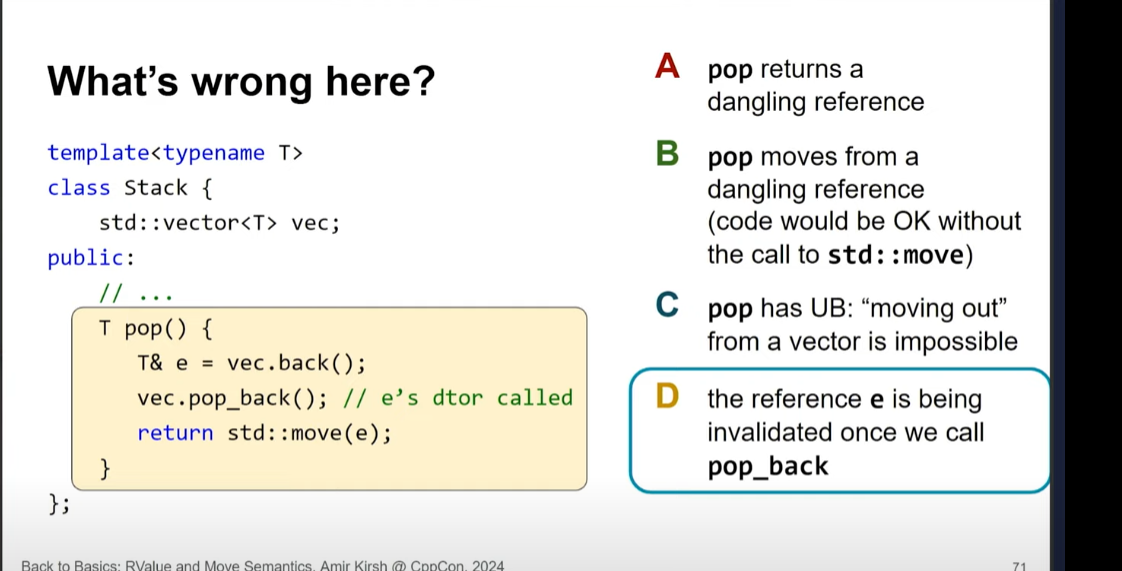 What’s wrong here?
template<typename T>
class Stack {
std::vector<T> vec;
public:
// ...
T pop() {
T& e = vec.back();
vec.pop_back(); // e’s dtor called
return std::move(e);
}
};
A pop returns a
dangling reference
B pop moves from a
dangling reference
(code would be OK without
the call to std::move)
C pop has UB: “moving out”
from a vector is impossible
D the reference e is being
invalidated once we call
pop_back
Back to Basics: RValue and Move Semantics, Amir Kirsh @ CppCon, 2024
71